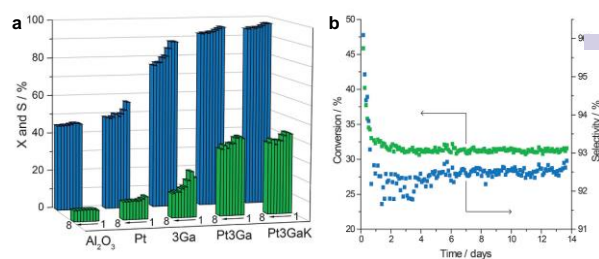 a
100
80
60
40
20
0
X and S / %
8 1 8 1 8 1 8 1 8 1
Al₂O₃ Pt 3Ga Pt3Ga Pt3GaK
b
50
45
40
35
30
25
20
Conversion / %
95
94
93
92
91
Selectivity / %
0 2 4 6 8 10 12 14
Time / days